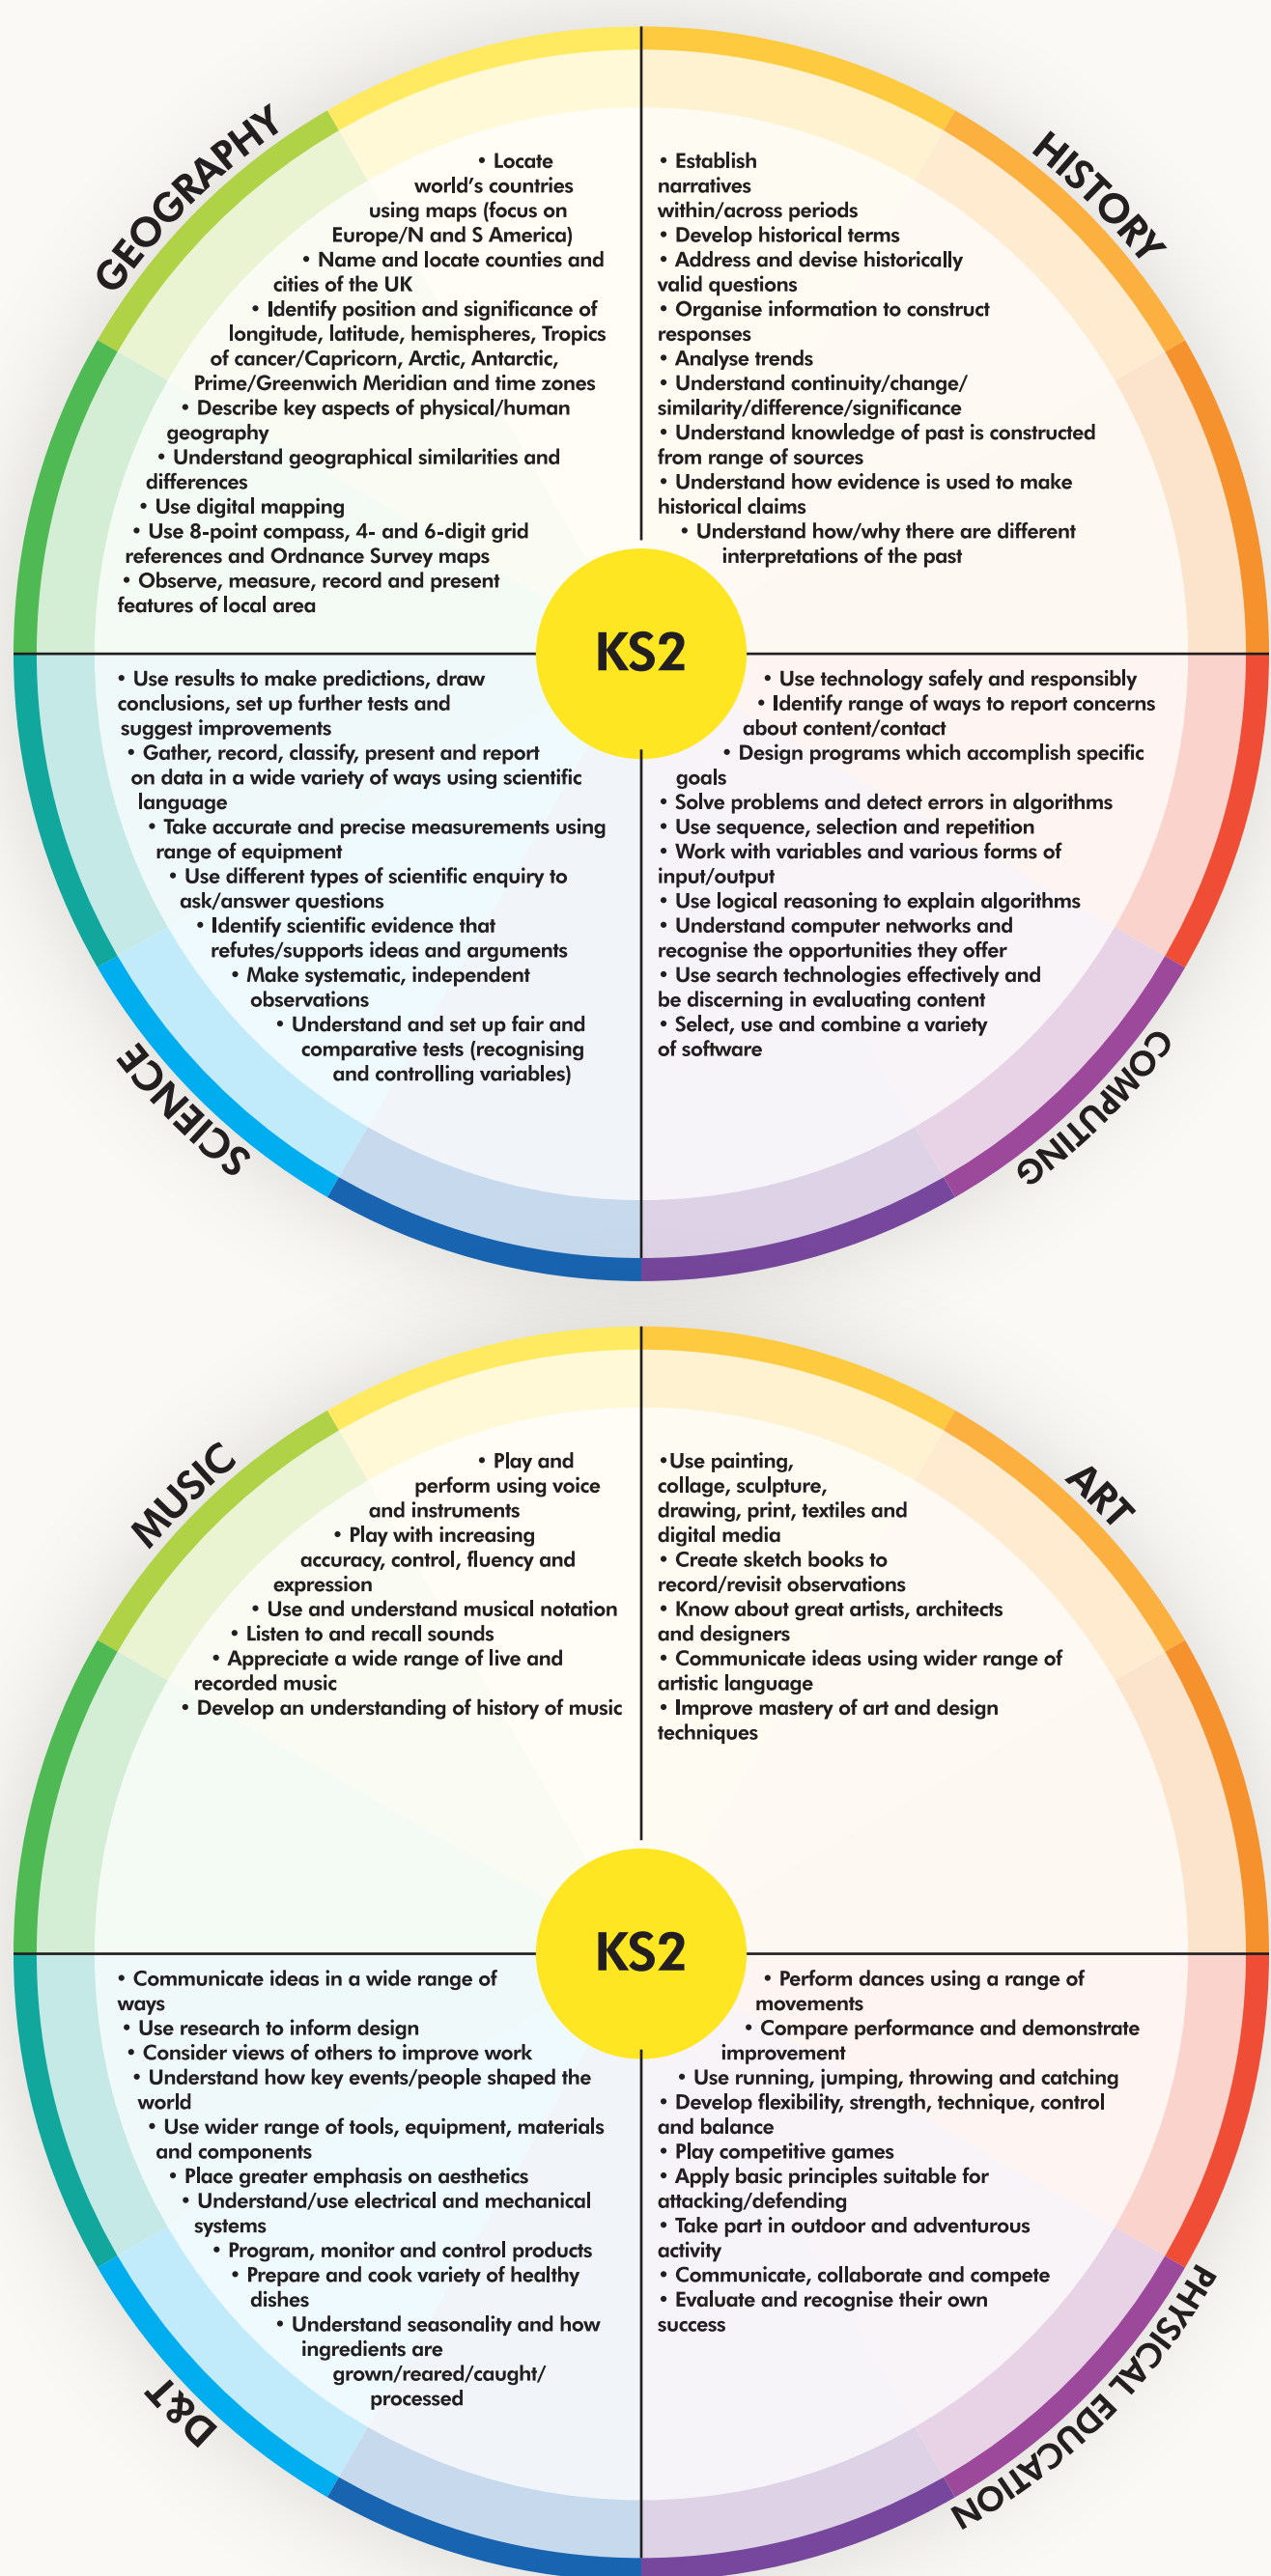 GEOGRAPHY
• Locate
world's countries
using maps (focus on
Europe/N and S America)
• Name and locate counties and
cities of the UK
• Identify position and significance of
longitude, latitude, hemispheres, Tropics
of cancer/Capricorn, Arctic, Antarctic,
Prime/Greenwich Meridian and time zones
• Describe key aspects of physical/human
geography
• Understand geographical similarities and
differences
• Use digital mapping
• Use 8-point compass, 4- and 6-digit grid
references and Ordnance Survey maps
• Observe, measure, record and present
features of local area
HISTORY
• Establish
narratives
within/across periods
• Develop historical terms
• Address and devise historically
valid questions
• Organise information to construct
responses
• Analyse trends
• Understand continuity/change/
similarity/difference/significance
• Understand knowledge of past is constructed
from range of sources
• Understand how evidence is used to make
historical claims
• Understand how/why there are different
interpretations of the past
KS2
• Use results to make predictions, draw
conclusions, set up further tests and
suggest improvements
• Gather, record, classify, present and report
on data in a wide variety of ways using scientific
language
• Take accurate and precise measurements using
range of equipment
• Use different types of scientific enquiry to
ask/answer questions
• Identify scientific evidence that
refutes/supports ideas and arguments
• Make systematic, independent
observations
• Understand and set up fair and
comparative tests (recognising
and controlling variables)
SCIENCE
• Use technology safely and responsibly
• Identify range of ways to report concerns
about content/contact
• Design programs which accomplish specific
goals
• Solve problems and detect errors in algorithms
• Use sequence, selection and repetition
• Work with variables and various forms of
input/output
• Use logical reasoning to explain algorithms
• Understand computer networks and
recognise the opportunities they offer
• Use search technologies effectively and
be discerning in evaluating content
• Select, use and combine a variety
of software
COMPUTING
MUSIC
• Play and
perform using voice
and instruments
• Play with increasing
accuracy, control, fluency and
expression
• Use and understand musical notation
• Listen to and recall sounds
• Appreciate a wide range of live and
recorded music
• Develop an understanding of history of music
ART
•Use painting,
collage, sculpture,
drawing, print, textiles and
digital media
• Create sketch books to
record/revisit observations
• Know about great artists, architects
and designers
• Communicate ideas using wider range of
artistic language
• Improve mastery of art and design
techniques
KS2
• Communicate ideas in a wide range of
ways
• Use research to inform design
• Consider views of others to improve work
• Understand how key events/people shaped the
world
• Use wider range of tools, equipment, materials
and components
• Place greater emphasis on aesthetics
• Understand/use electrical and mechanical
systems
• Program, monitor and control products
• Prepare and cook variety of healthy
dishes
• Understand seasonality and how
ingredients are
grown/reared/caught/
processed
D&T
• Perform dances using a range of
movements
• Compare performance and demonstrate
improvement
• Use running, jumping, throwing and catching
• Develop flexibility, strength, technique, control
and balance
• Play competitive games
• Apply basic principles suitable for
attacking/defending
• Take part in outdoor and adventurous
activity
• Communicate, collaborate and compete
• Evaluate and recognise their own
success
PHYSICAL EDUCATION